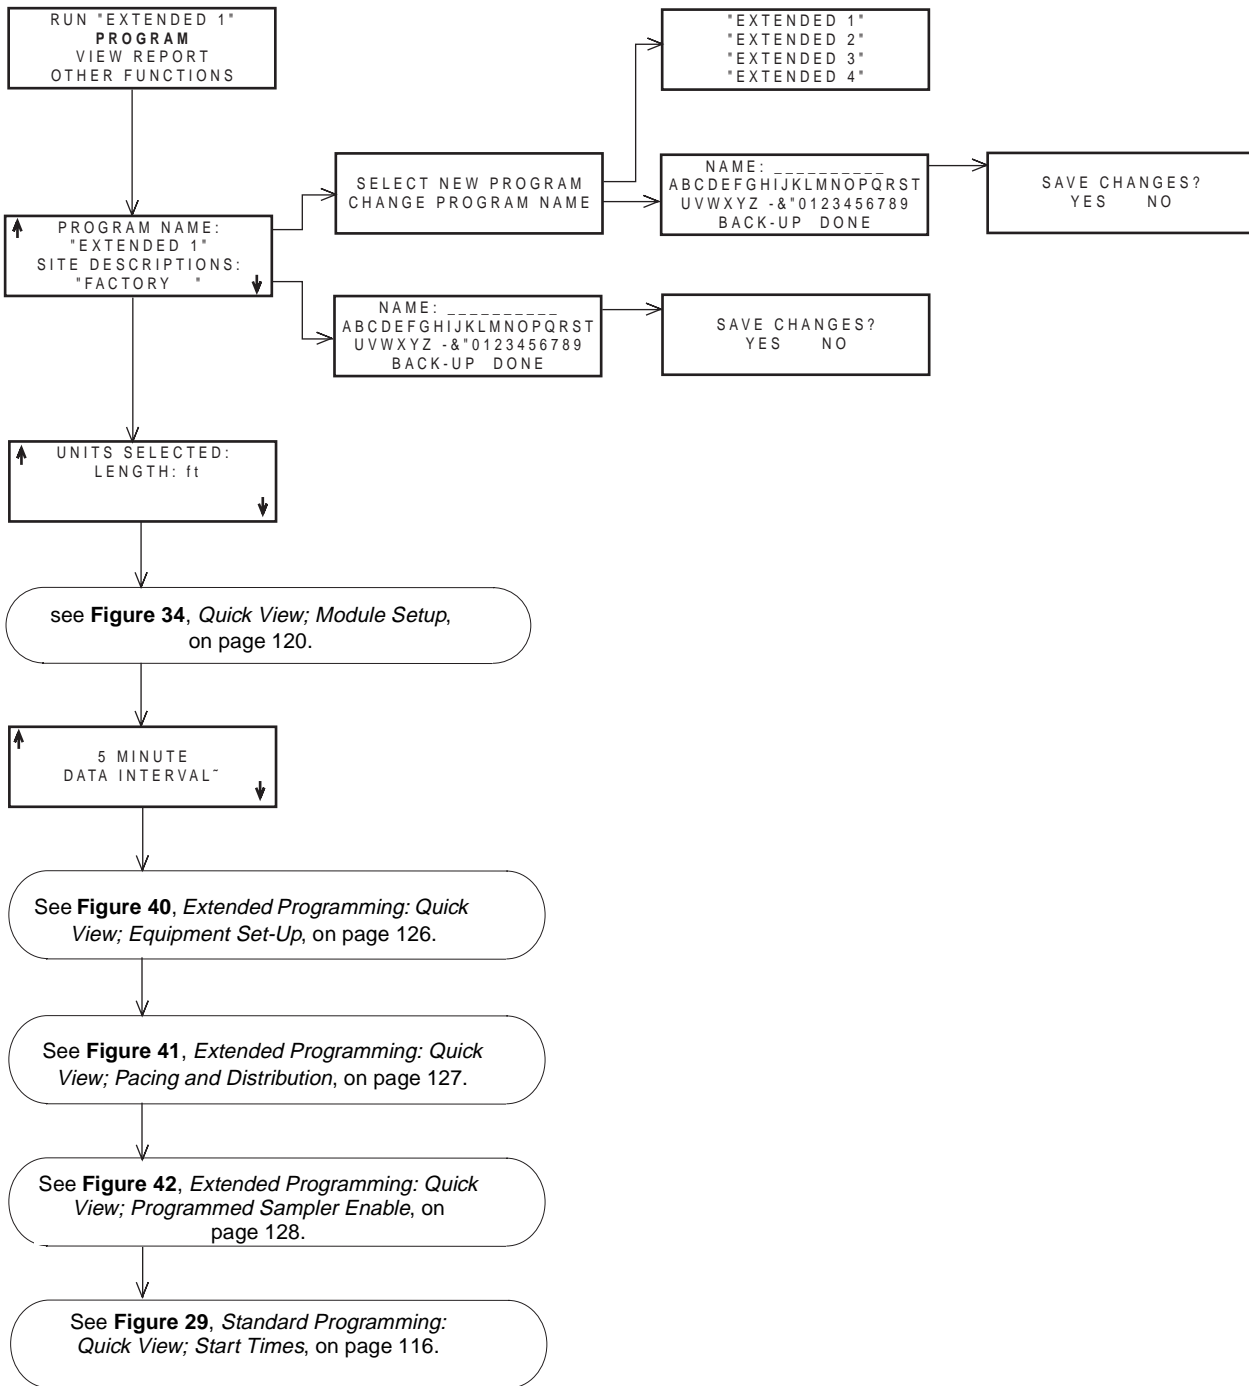 RUN "EXTENDED 1"
PROGRAM
VIEW REPORT
OTHER FUNCTIONS
"EXTENDED 1"
"EXTENDED 2"
"EXTENDED 3"
"EXTENDED 4"
SELECT NEW PROGRAM
CHANGE PROGRAM NAME
NAME: __________
ABCDEFGHIJKLMNOPQRST
UVWXYZ -&"0123456789
BACK-UP DONE
SAVE CHANGES?
YES NO
PROGRAM NAME:
"EXTENDED 1"
SITE DESCRIPTIONS:
"FACTORY "
NAME: __________
ABCDEFGHIJKLMNOPQRST
UVWXYZ -&"0123456789
BACK-UP DONE
SAVE CHANGES?
YES NO
UNITS SELECTED:
LENGTH: ft
see Figure 34, Quick View; Module Setup,
on page 120.
5 MINUTE
DATA INTERVAL~
See Figure 40, Extended Programming: Quick
View; Equipment Set-Up, on page 126.
See Figure 41, Extended Programming: Quick
View; Pacing and Distribution, on page 127.
See Figure 42, Extended Programming: Quick
View; Programmed Sampler Enable, on
page 128.
See Figure 29, Standard Programming:
Quick View; Start Times, on page 116.